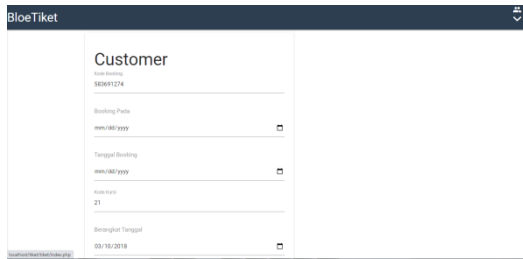 BloeTiket
Customer
Kode Booking
583691274
Booking Pada
mm/dd/yyyy
Tanggal Booking
mm/dd/yyyy
Kode Kursi
21
Berangkat Tanggal
03/10/2018
localhost/tiket/tiket/index.php